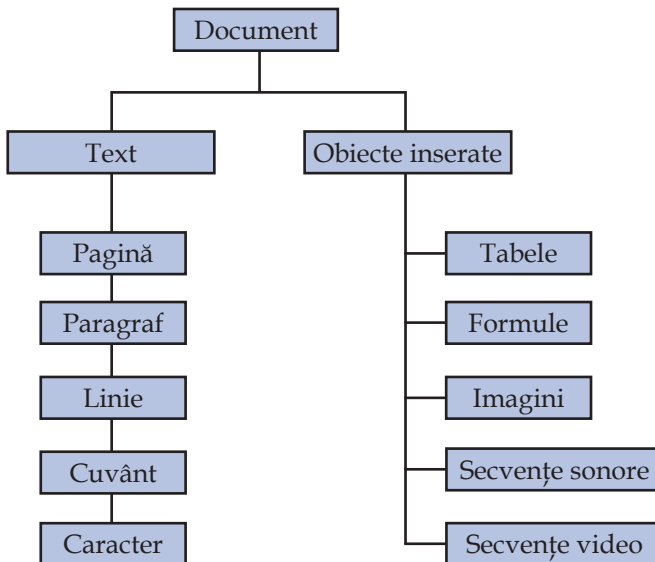 Document
Text
Obiecte inserate
Pagină
Paragraf
Linie
Cuvânt
Caracter
Tabele
Formule
Imagini
Secvențe sonore
Secvențe video